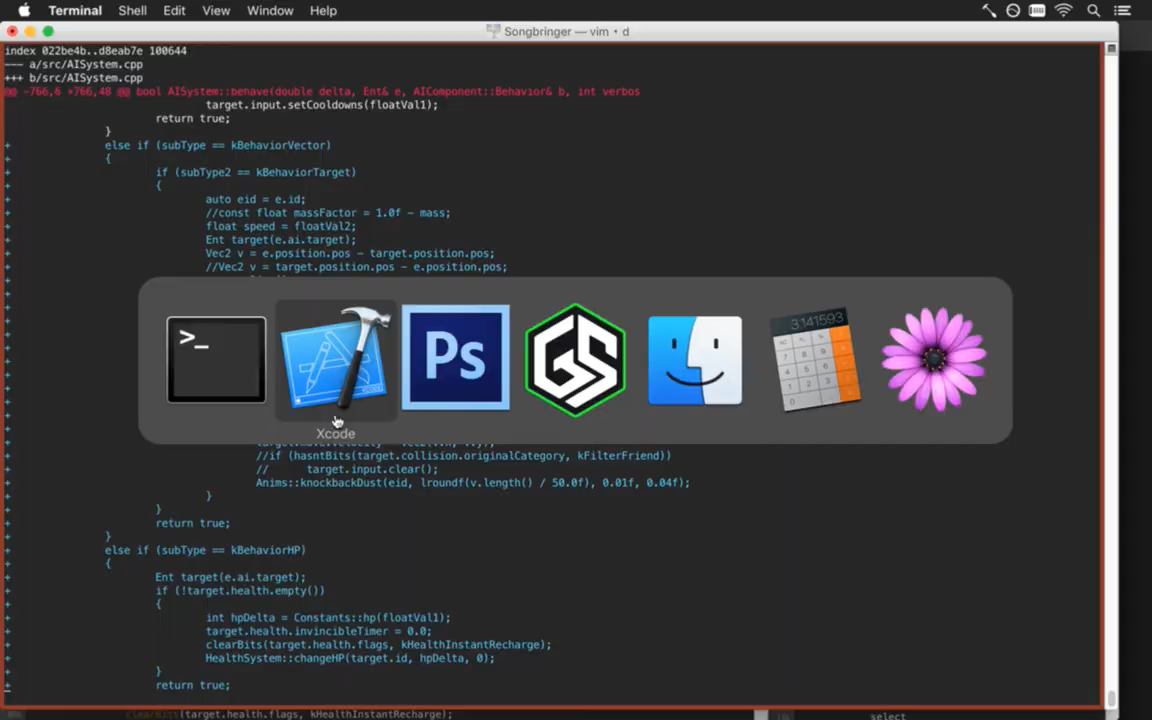 Terminal Shell Edit View Window Help
Songbringer — vim • d
index 022be4b..d8eab7e 100644
--- a/src/AISystem.cpp
+++ b/src/AISystem.cpp
@@ -766,6 +766,48 @@ bool AISystem::behave(double delta, Ent& e, AIComponent::Behavior& b, int verbos
target.input.setCooldowns(floatVal1);
return true;
}
+ else if (subType == kBehaviorVector)
+ {
+ if (subType2 == kBehaviorTarget)
+ {
+ auto eid = e.id;
+ //const float massFactor = 1.0f - mass;
+ float speed = floatVal2;
+ Ent target(e.ai.target);
+ Vec2 v = e.position.pos - target.position.pos;
+ //Vec2 v = target.position.pos - e.position.pos;
>_
Ps
GS
3.141593
Xcode
+ //if (hasntBits(target.collision.originalCategory, kFilterFriend))
+ // target.input.clear();
+ Anims::knockbackDust(eid, lroundf(v.length() / 50.0f), 0.01f, 0.04f);
+ }
+ }
+ return true;
+ }
+ else if (subType == kBehaviorHP)
+ {
+ Ent target(e.ai.target);
+ if (!target.health.empty())
+ {
+ int hpDelta = Constants::hp(floatVal1);
+ target.health.invincibleTimer = 0.0;
+ clearBits(target.health.flags, kHealthInstantRecharge);
+ HealthSystem::changeHP(target.id, hpDelta, 0);
+ }
+ return true;
clearBits(target.health.flags, kHealthInstantRecharge);
select